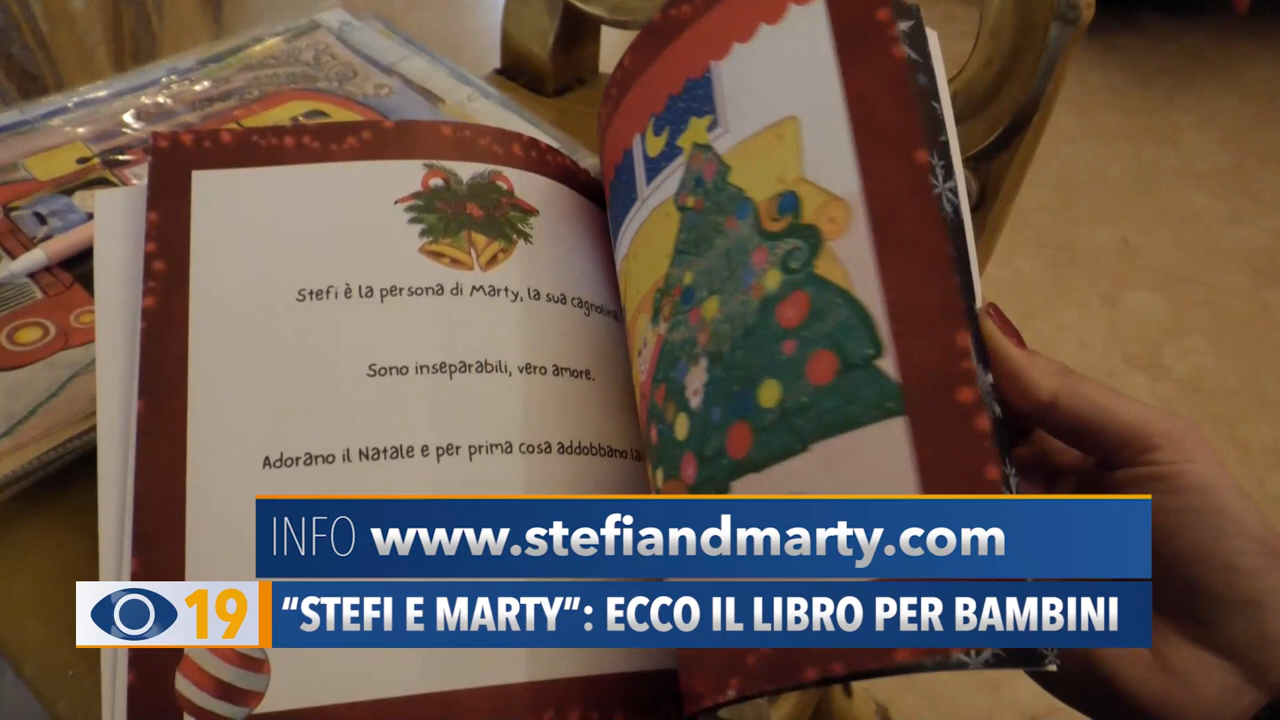 Stefi è la persona di Marty, la sua cagnolina
Sono inseparabili, vero amore.
Adorano il Natale e per prima cosa addobbano la
INFO www.stefiandmarty.com
19
“STEFI E MARTY”: ECCO IL LIBRO PER BAMBINI